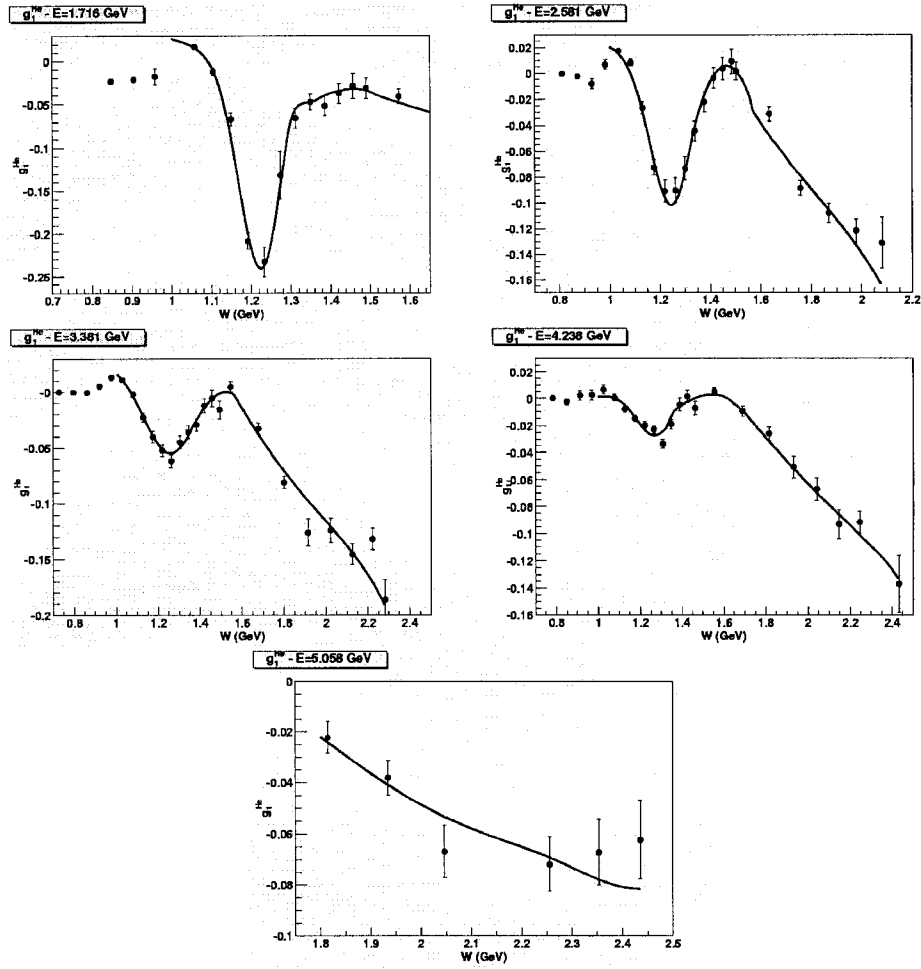 g₁ᴴᵉ - E=1.716 GeV
g₁ᴴᵉ
0
-0.05
-0.1
-0.15
-0.2
-0.25
0.7 0.8 0.9 1 1.1 1.2 1.3 1.4 1.5 1.6
W (GeV)
g₁ᴴᵉ - E=2.581 GeV
g₁ᴴᵉ
0.02
0
-0.02
-0.04
-0.06
-0.08
-0.1
-0.12
-0.14
-0.16
0.8 1 1.2 1.4 1.6 1.8 2 2.2
W (GeV)
g₁ᴴᵉ - E=3.381 GeV
g₁ᴴᵉ
-0
-0.05
-0.1
-0.15
-0.2
0.8 1 1.2 1.4 1.6 1.8 2 2.2 2.4
W (GeV)
g₁ᴴᵉ - E=4.238 GeV
g₁ᴴᵉ
0.02
0
-0.02
-0.04
-0.06
-0.08
-0.1
-0.12
-0.14
-0.16
0.8 1 1.2 1.4 1.6 1.8 2 2.2 2.4
W (GeV)
g₁ᴴᵉ - E=5.058 GeV
g₁ᴴᵉ
0
-0.02
-0.04
-0.06
-0.08
-0.1
1.8 1.9 2 2.1 2.2 2.3 2.4 2.5
W (GeV)